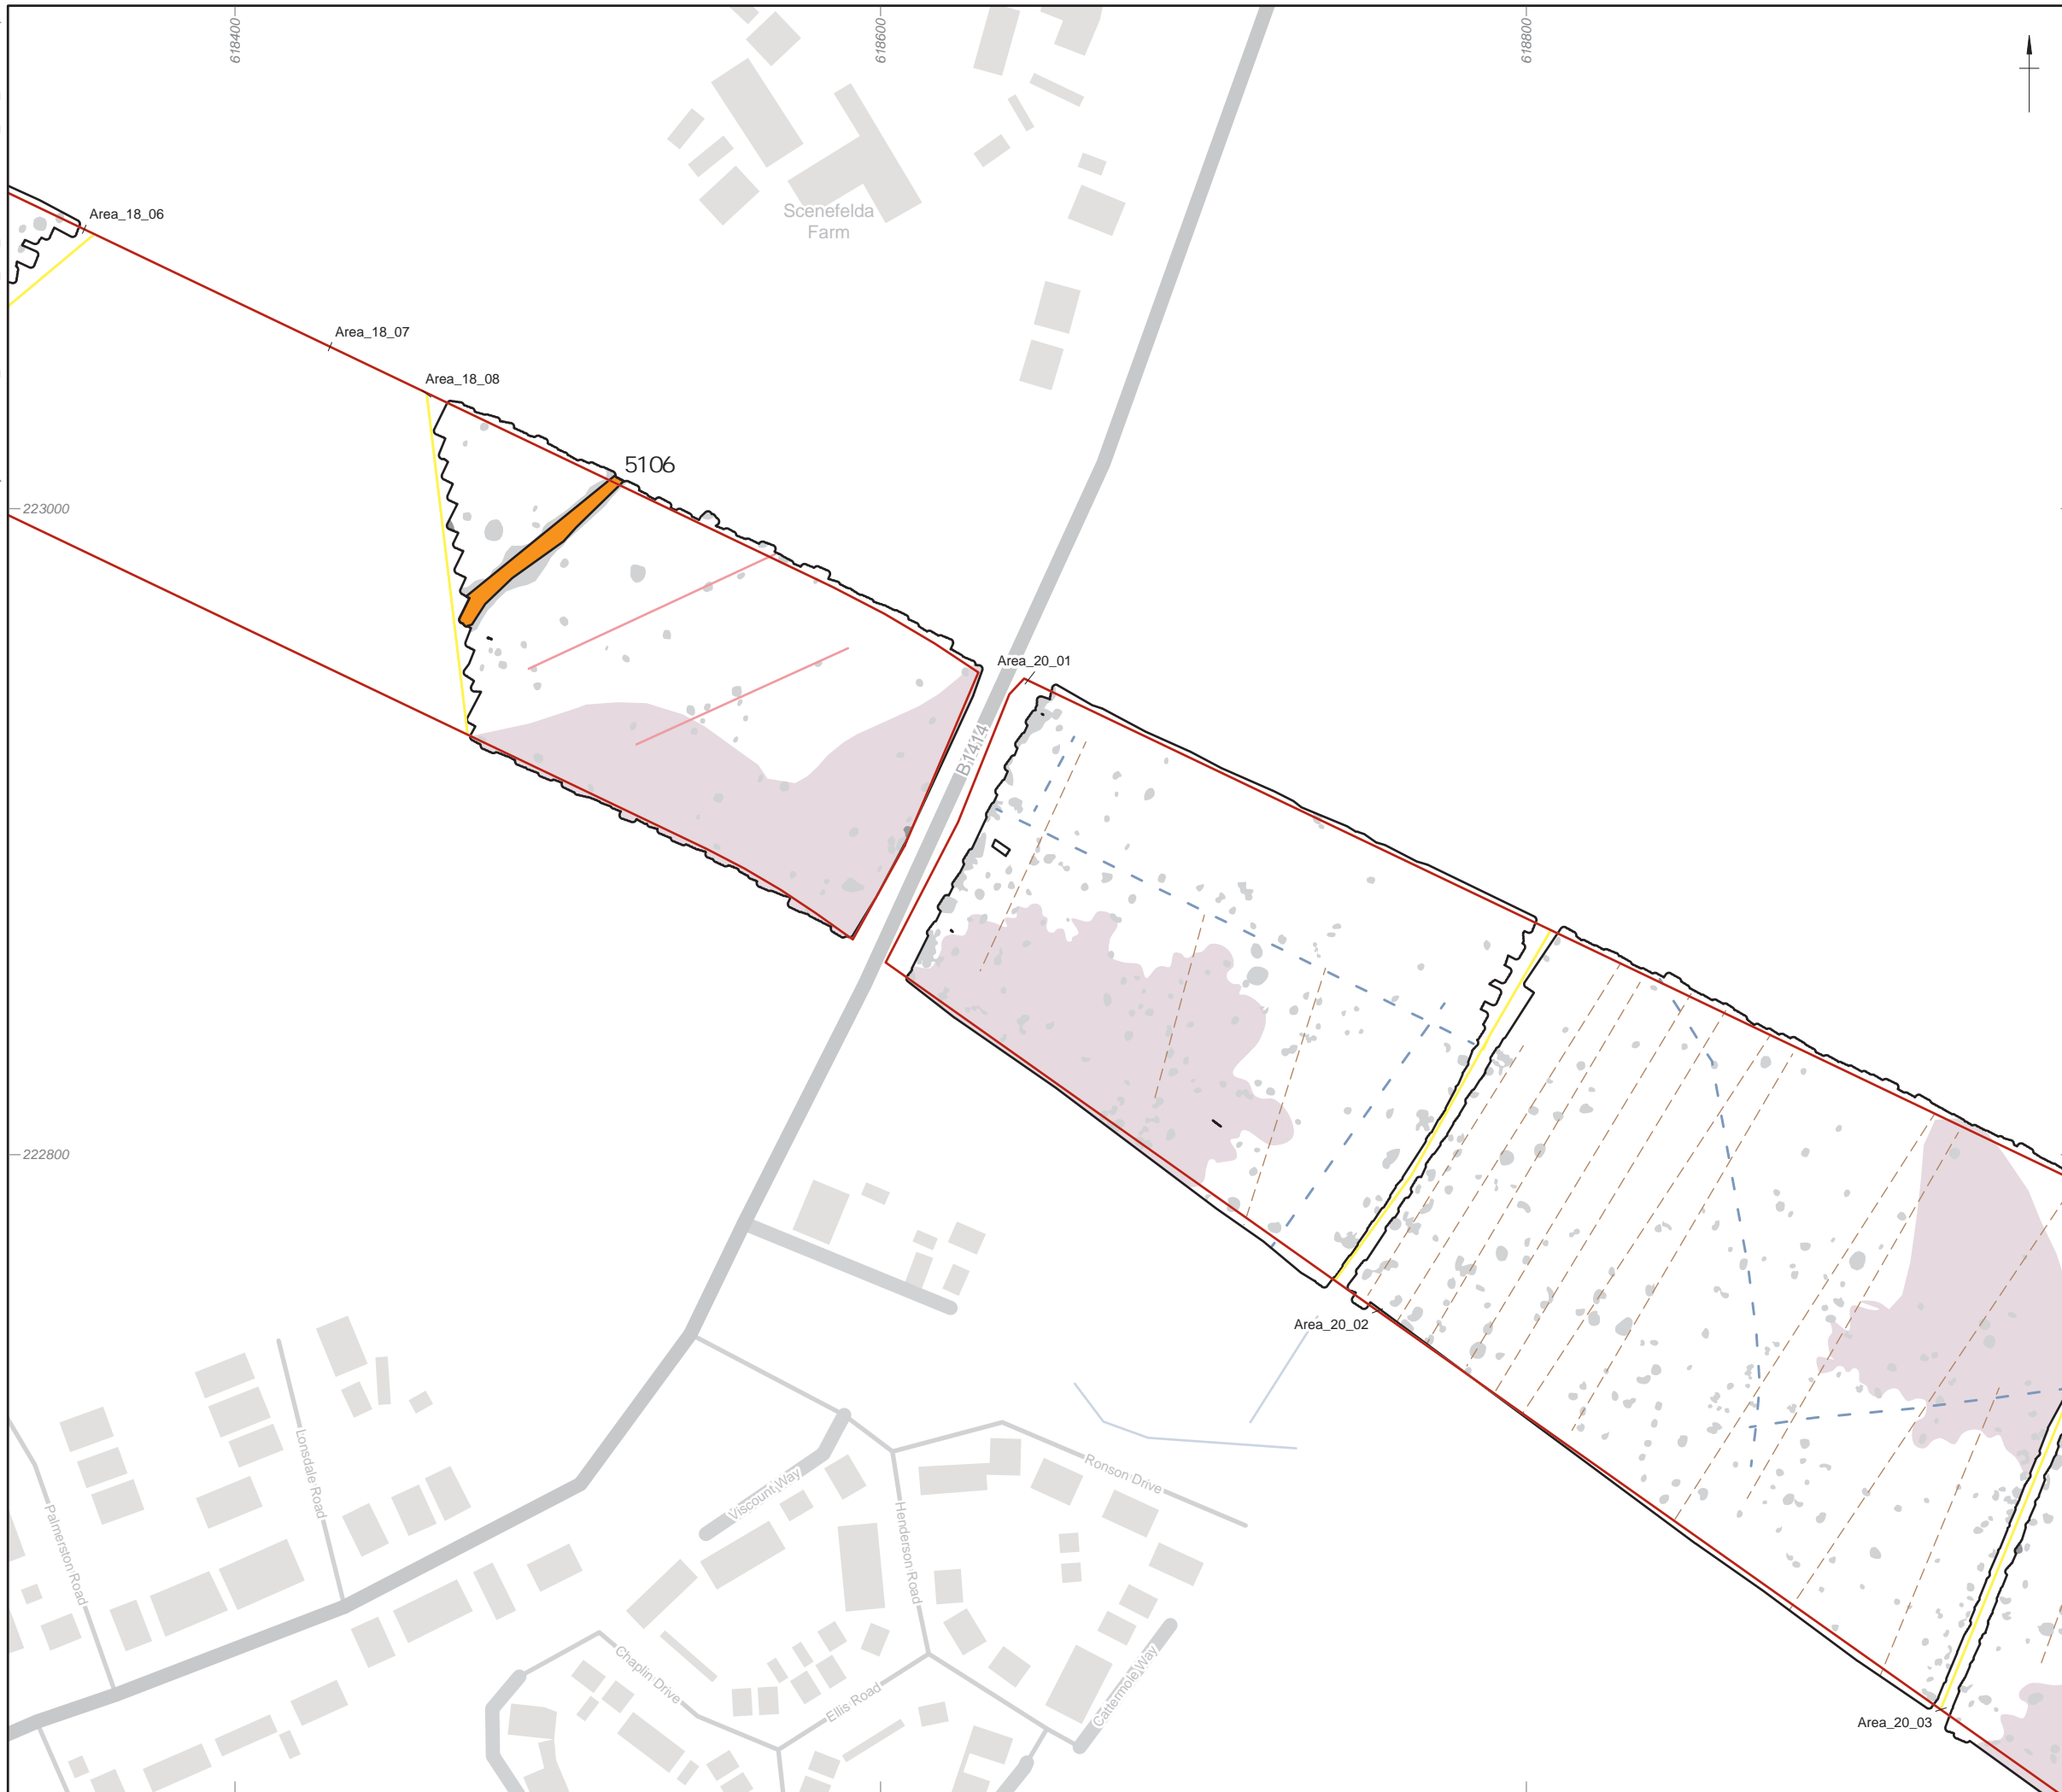 618400
618600
618800
Area_18_06
Scenefelda
Farm
Area_18_07
Area_18_08
5106
223000
Area_20_01
B1414
222800
Area_20_02
Lonsdale Road
Ronson Drive
Viscount Way
Palmerston Road
Henderson Road
Chaplin Drive
Ellis Road
Cattermole Way
Area_20_03